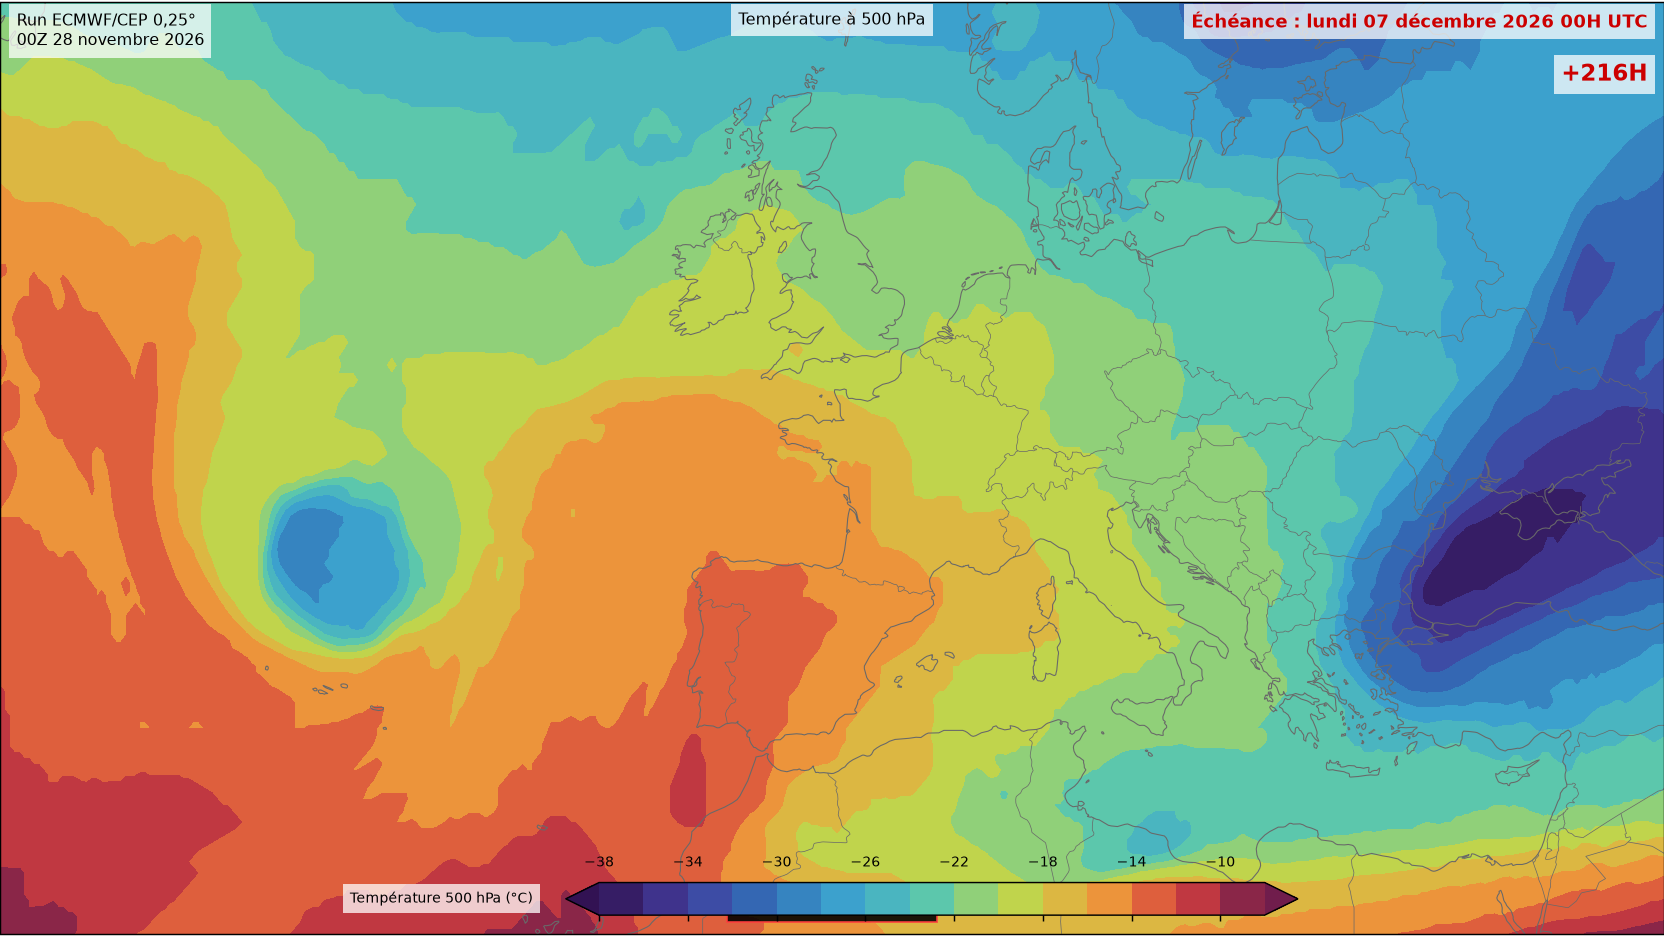 Run ECMWF/CEP 0,25°
00Z 28 novembre 2026
Température à 500 hPa
Échéance : lundi 07 décembre 2026 00H UTC
+216H
−38 −34 −30 −26 −22 −18 −14 −10
Température 500 hPa (°C)